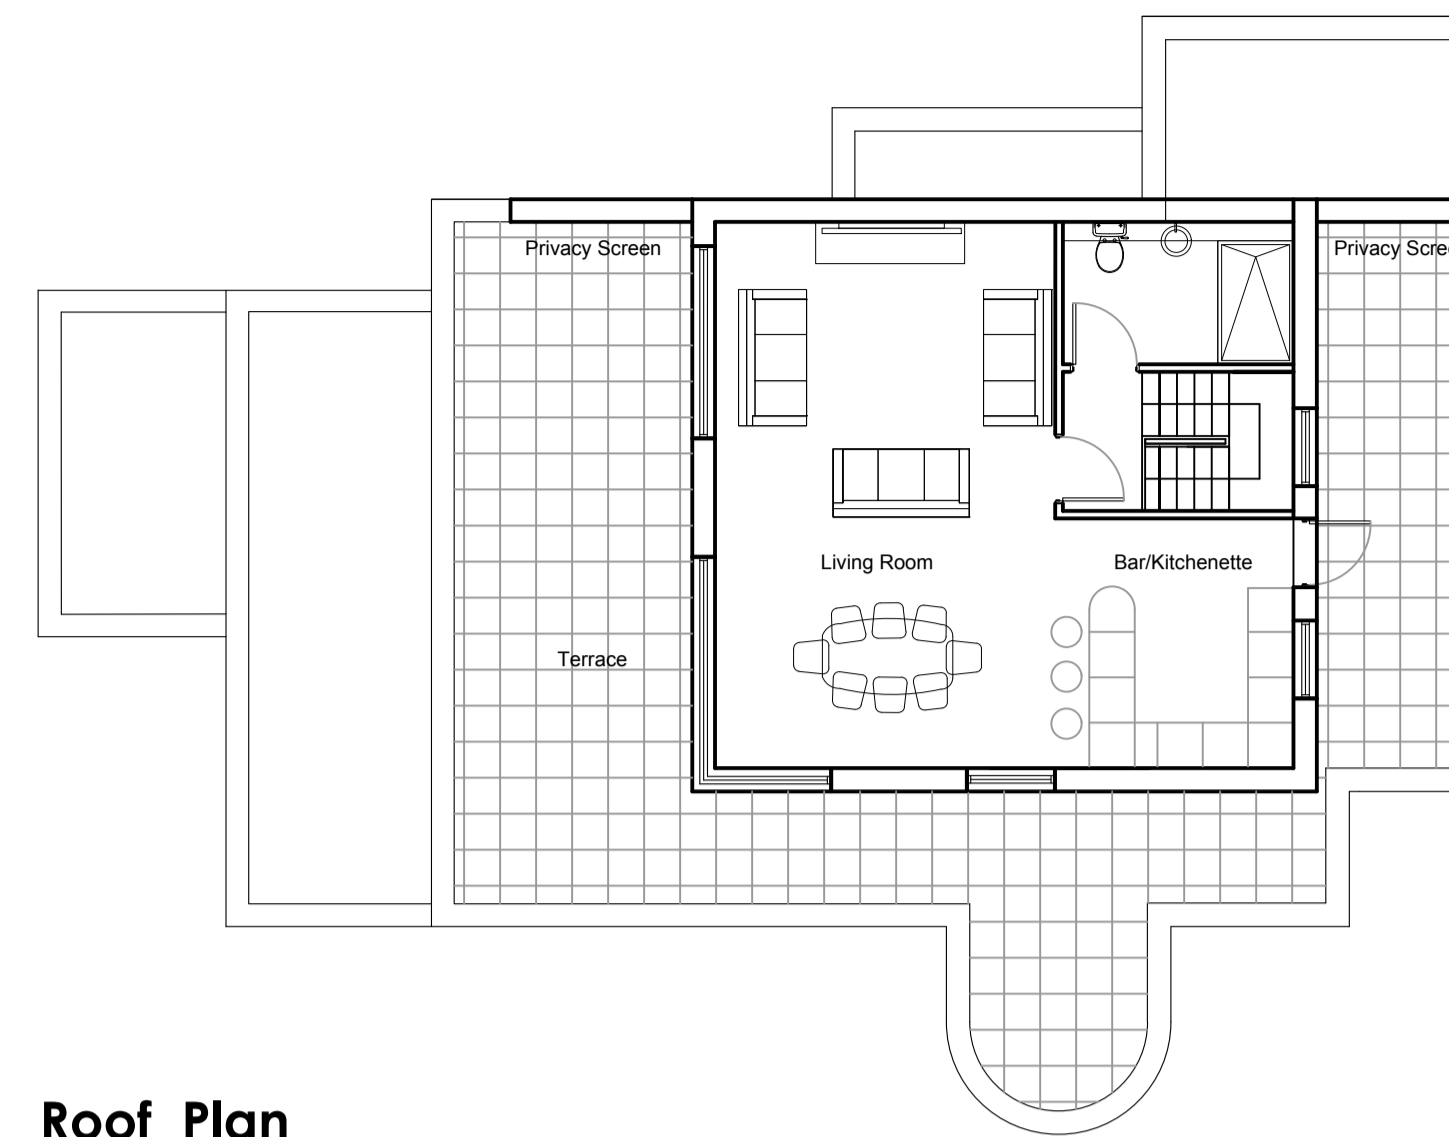 Privacy Screen
Privacy Scre
Living Room
Bar/Kitchenette
Terrace
Roof Plan